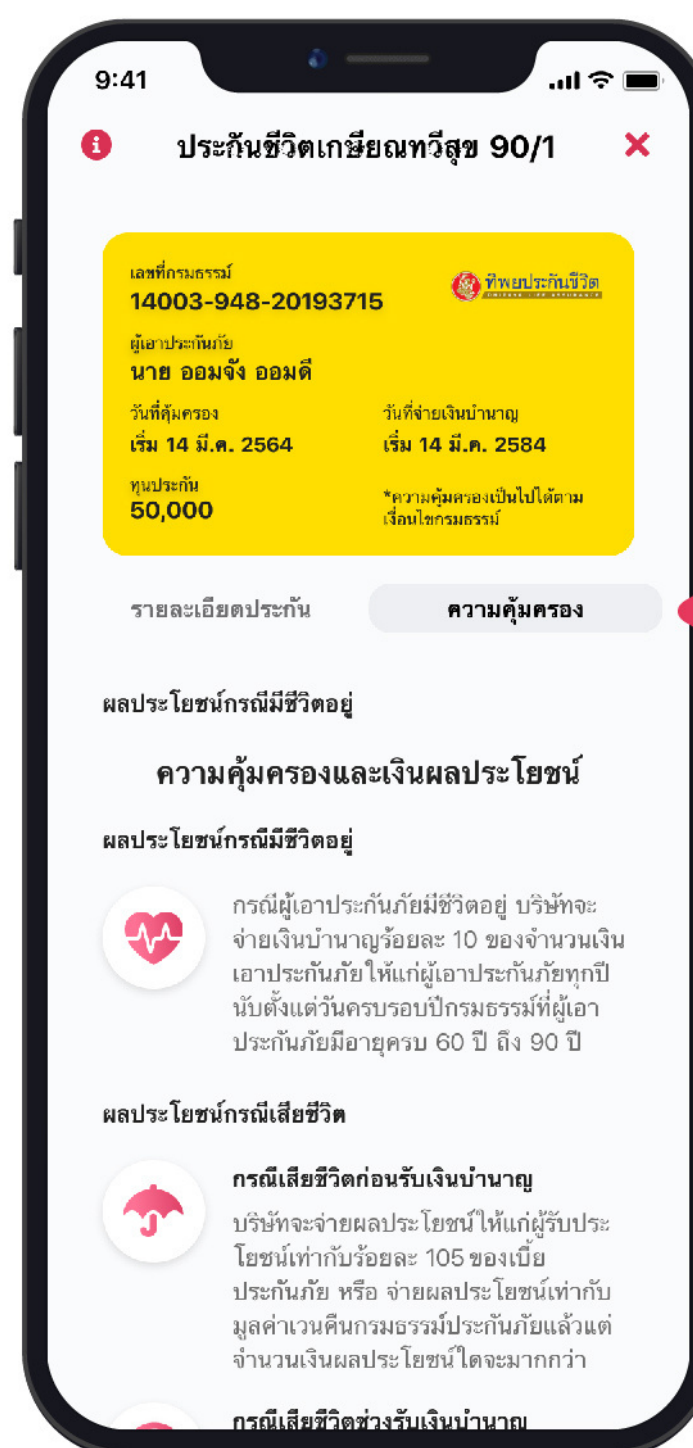 9:41
ประกันชีวิตเกษียณทวีสุข 90/1
เลขที่กรมธรรม์
14003-948-20193715
ทิพยประกันชีวิต
ผู้เอาประกันภัย
นาย ออมจัง ออมดี
วันที่คุ้มครอง
เริ่ม 14 มี.ค. 2564
วันที่จ่ายเงินบำนาญ
เริ่ม 14 มี.ค. 2584
ทุนประกัน
50,000
*ความคุ้มครองเป็นไปได้ตาม
เงื่อนไขกรมธรรม์
รายละเอียดประกัน
ความคุ้มครอง
ผลประโยชน์กรณีมีชีวิตอยู่
ความคุ้มครองและเงินผลประโยชน์
ผลประโยชน์กรณีมีชีวิตอยู่
กรณีผู้เอาประกันภัยมีชีวิตอยู่ บริษัทจะ
จ่ายเงินบำนาญร้อยละ 10 ของจำนวนเงิน
เอาประกันภัยให้แก่ผู้เอาประกันภัยทุกปี
นับตั้งแต่วันครบรอบปีกรมธรรม์ที่ผู้เอา
ประกันภัยมีอายุครบ 60 ปี ถึง 90 ปี
ผลประโยชน์กรณีเสียชีวิต
กรณีเสียชีวิตก่อนรับเงินบำนาญ
บริษัทจะจ่ายผลประโยชน์ให้แก่ผู้รับประ
โยชน์เท่ากับร้อยละ 105 ของเบี้ย
ประกันภัย หรือ จ่ายผลประโยชน์เท่ากับ
มูลค่าเวนคืนกรมธรรม์ประกันภัยแล้วแต่
จำนวนเงินผลประโยชน์ใดจะมากกว่า
กรณีเสียชีวิตช่วงรับเงินบำนาญ